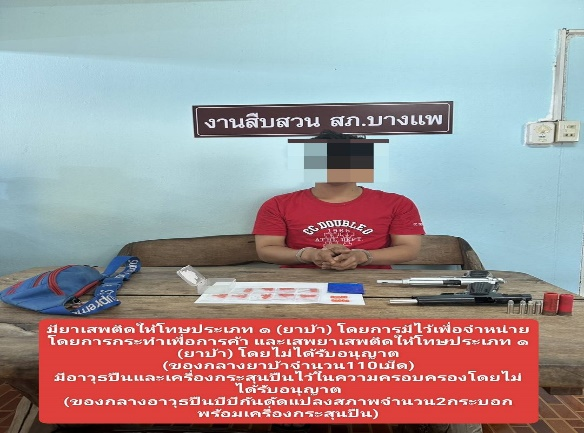 งานสืบสวน สภ.บางแพ
CC DOUBLE O
ATHL DEPT.
Supreme
มียาเสพติดให้โทษประเภท ๑ (ยาบ้า) โดยการมีไว้เพื่อจำหน่าย
โดยการกระทำเพื่อการค้า และเสพยาเสพติดให้โทษประเภท ๑
(ยาบ้า) โดยไม่ได้รับอนุญาต
(ของกลางยาบ้าจำนวน110เม็ด)
มีอาวุธปืนและเครื่องกระสุนปืนไว้ในความครอบครองโดยไม่
ได้รับอนุญาต
(ของกลางอาวุธปืนบีบีกันดัดแปลงสภาพจำนวน2กระบอก
พร้อมเครื่องกระสุนปืน)